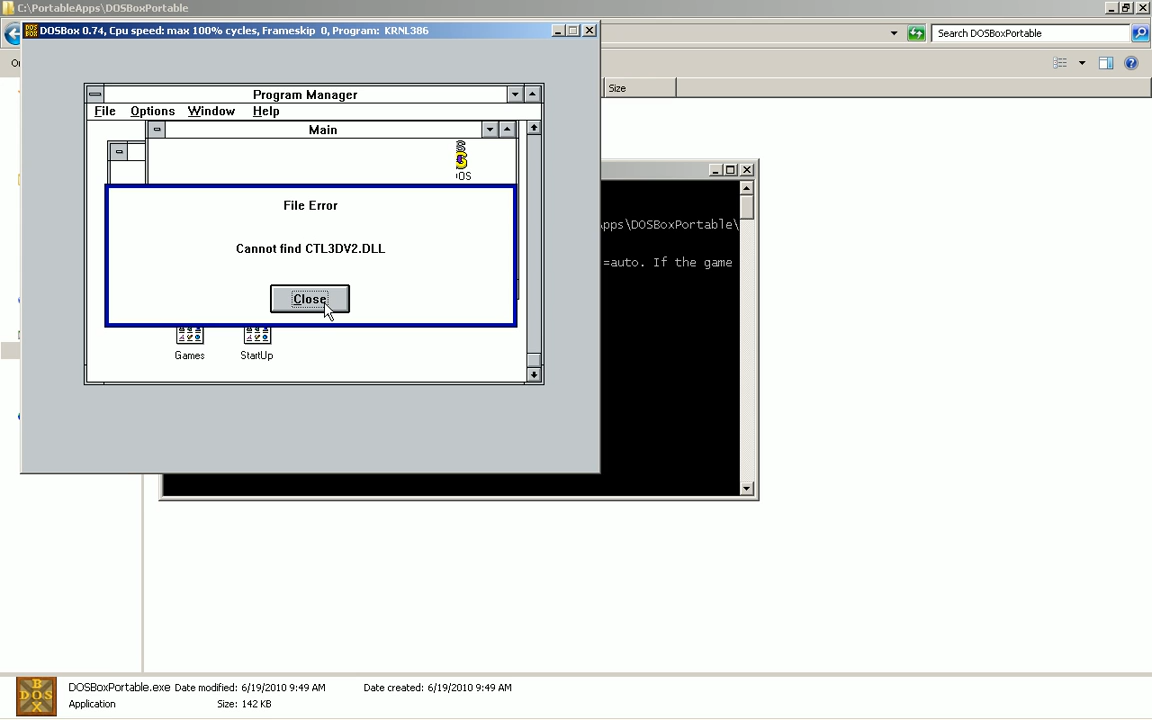 C:\PortableApps\DOSBoxPortable
DOSBox 0.74, Cpu speed: max 100% cycles, Frameskip 0, Program: KRNL386
Search DOSBoxPortable
Size
Program Manager
File Options Window Help
Main
File Error
Cannot find CTL3DV2.DLL
Close
Games
StartUp
pps\DOSBoxPortable\
=auto. If the game
DOSBoxPortable.exe Date modified: 6/19/2010 9:49 AM Date created: 6/19/2010 9:49 AM
Application Size: 142 KB